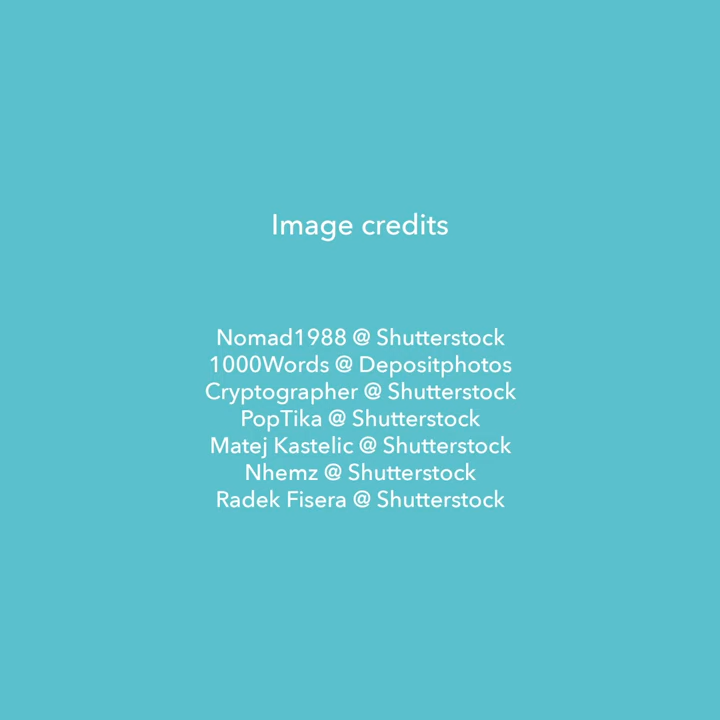 Image credits
Nomad1988 @ Shutterstock
1000Words @ Depositphotos
Cryptographer @ Shutterstock
PopTika @ Shutterstock
Matej Kastelic @ Shutterstock
Nhemz @ Shutterstock
Radek Fisera @ Shutterstock